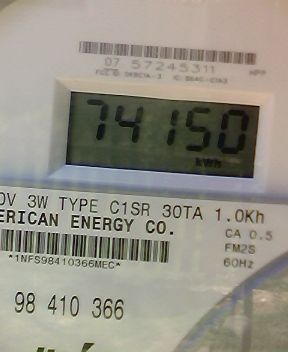 07 57245311
74150
kWh
0V 3W TYPE C1SR 30TA 1.0Kh
ERICAN ENERGY CO.
CA 0.5
FM2S
*1NFS98410366MEC*
60Hz
98 410 366